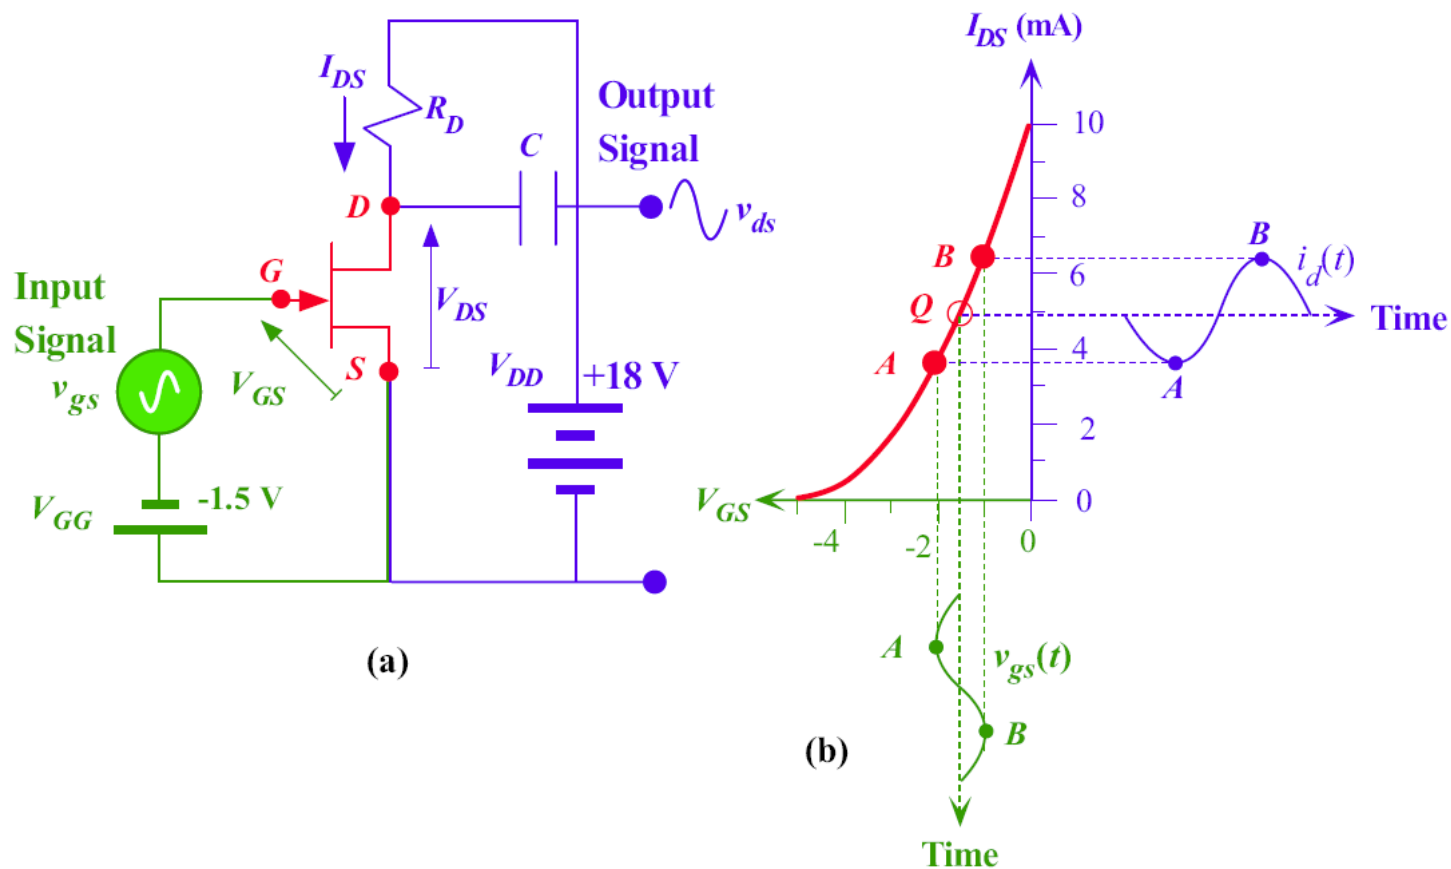 I_DS
R_D
C
Output
Signal
v_ds
D
G
S
V_DS
V_GS
Input
Signal
v_gs
V_GG
-1.5 V
V_DD
+18 V
(a)
I_DS (mA)
10
8
6
4
2
0
B
Q
A
B
i_d(t)
Time
A
V_GS
-4
-2
0
A
v_gs(t)
B
Time
(b)